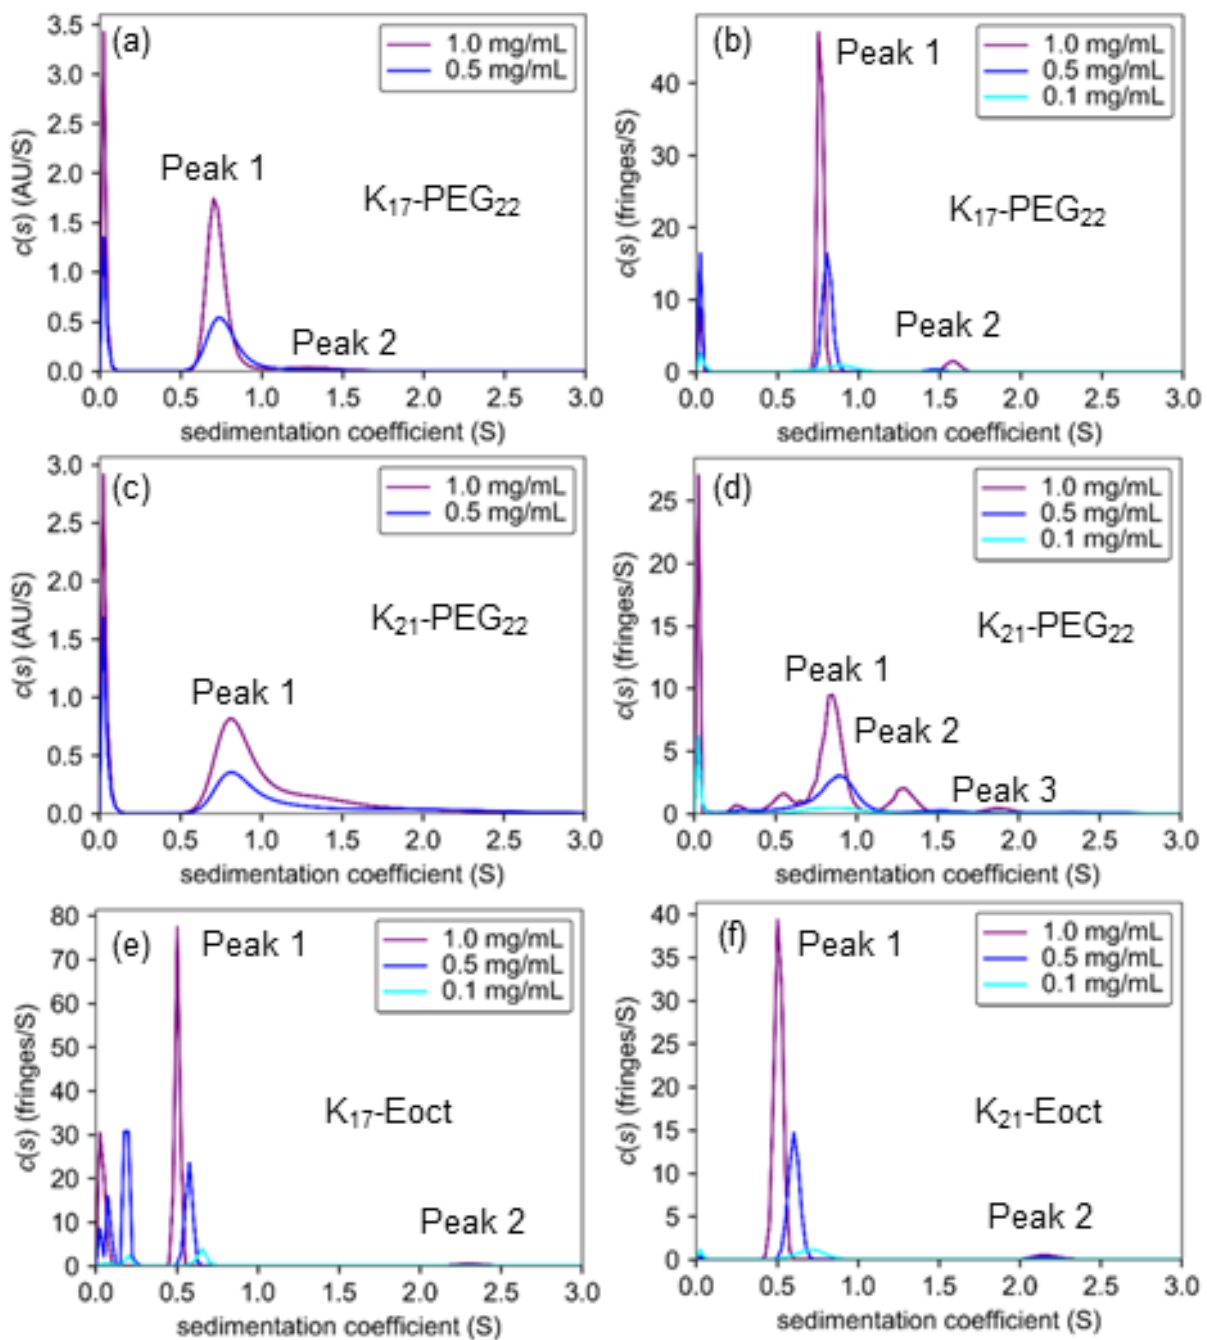 (a)
1.0 mg/mL
0.5 mg/mL
Peak 1
K17-PEG22
Peak 2
c(s) (AU/S)
3.5
3.0
2.5
2.0
1.5
1.0
0.5
0.0
0.0 0.5 1.0 1.5 2.0 2.5 3.0
sedimentation coefficient (S)
(b)
1.0 mg/mL
0.5 mg/mL
0.1 mg/mL
Peak 1
K17-PEG22
Peak 2
c(s) (fringes/S)
40
30
20
10
0
0.0 0.5 1.0 1.5 2.0 2.5 3.0
sedimentation coefficient (S)
(c)
1.0 mg/mL
0.5 mg/mL
K21-PEG22
Peak 1
c(s) (AU/S)
3.0
2.5
2.0
1.5
1.0
0.5
0.0
0.0 0.5 1.0 1.5 2.0 2.5 3.0
sedimentation coefficient (S)
(d)
1.0 mg/mL
0.5 mg/mL
0.1 mg/mL
K21-PEG22
Peak 1
Peak 2
Peak 3
c(s) (fringes/S)
25
20
15
10
5
0
0.0 0.5 1.0 1.5 2.0 2.5 3.0
sedimentation coefficient (S)
(e)
Peak 1
1.0 mg/mL
0.5 mg/mL
0.1 mg/mL
K17-Eoct
Peak 2
c(s) (fringes/S)
80
70
60
50
40
30
20
10
0
0.0 0.5 1.0 1.5 2.0 2.5 3.0
sedimentation coefficient (S)
(f)
Peak 1
1.0 mg/mL
0.5 mg/mL
0.1 mg/mL
K21-Eoct
Peak 2
c(s) (fringes/S)
40
35
30
25
20
15
10
5
0
0.0 0.5 1.0 1.5 2.0 2.5 3.0
sedimentation coefficient (S)